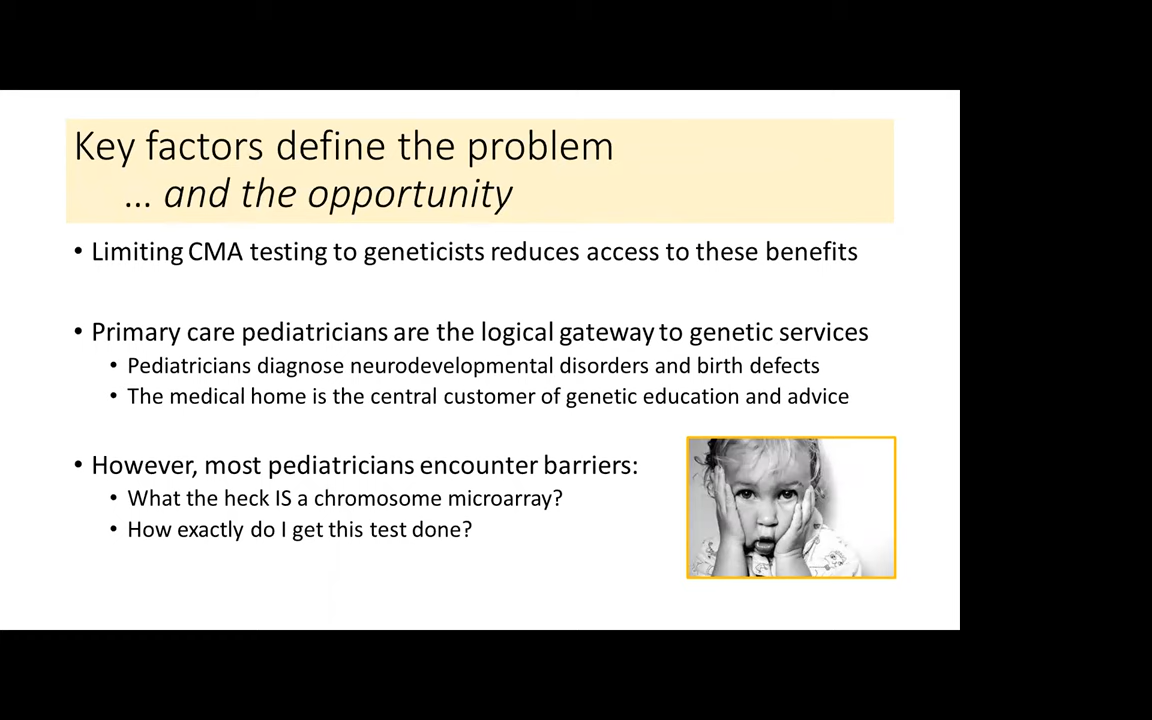 Key factors define the problem
... and the opportunity
• Limiting CMA testing to geneticists reduces access to these benefits
• Primary care pediatricians are the logical gateway to genetic services
• Pediatricians diagnose neurodevelopmental disorders and birth defects
• The medical home is the central customer of genetic education and advice
• However, most pediatricians encounter barriers:
• What the heck IS a chromosome microarray?
• How exactly do I get this test done?